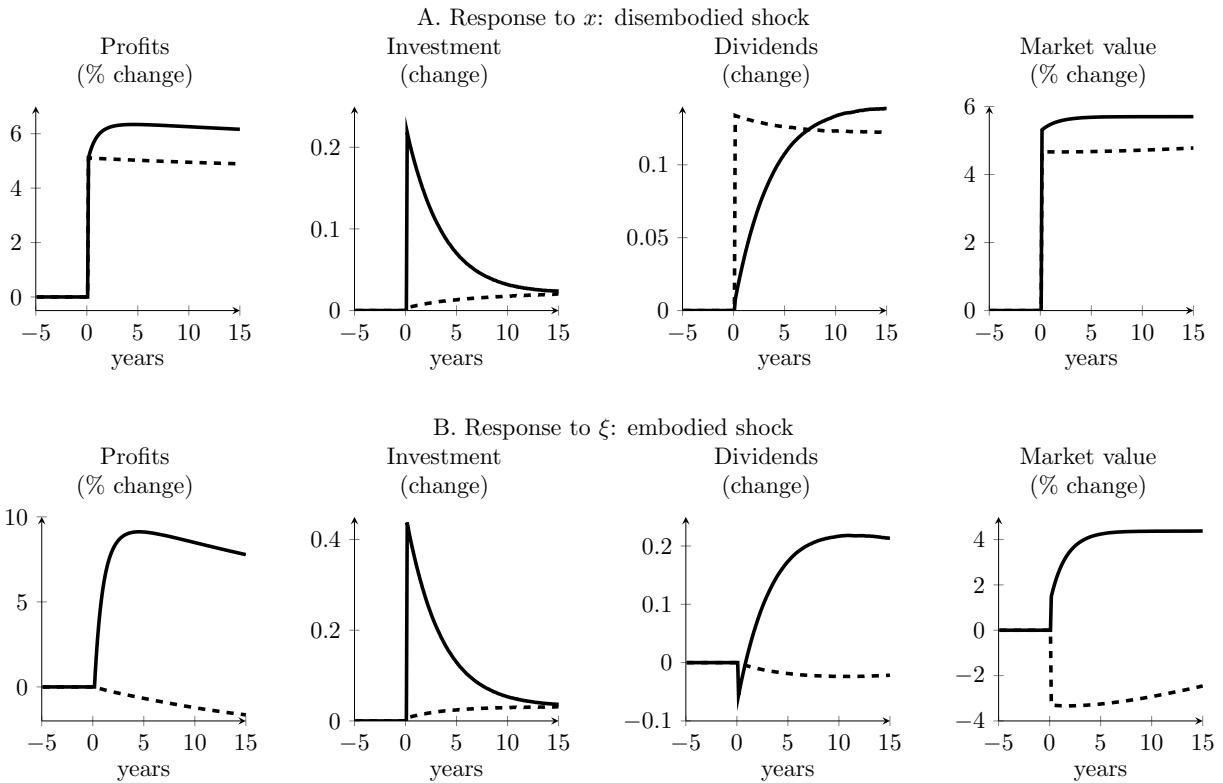 A. Response to x: disembodied shock
Profits
(% change)
Investment
(change)
Dividends
(change)
Market value
(% change)
6
4
2
0
−5 0 5 10 15
years
0.2
0.1
0
−5 0 5 10 15
years
0.1
0.05
0
−5 0 5 10 15
years
6
4
2
0
−5 0 5 10 15
years
B. Response to ξ: embodied shock
Profits
(% change)
Investment
(change)
Dividends
(change)
Market value
(% change)
10
5
0
−5 0 5 10 15
years
0.4
0.2
0
−5 0 5 10 15
years
0.2
0.1
0
−0.1
−5 0 5 10 15
years
4
2
0
−2
−4
−5 0 5 10 15
years